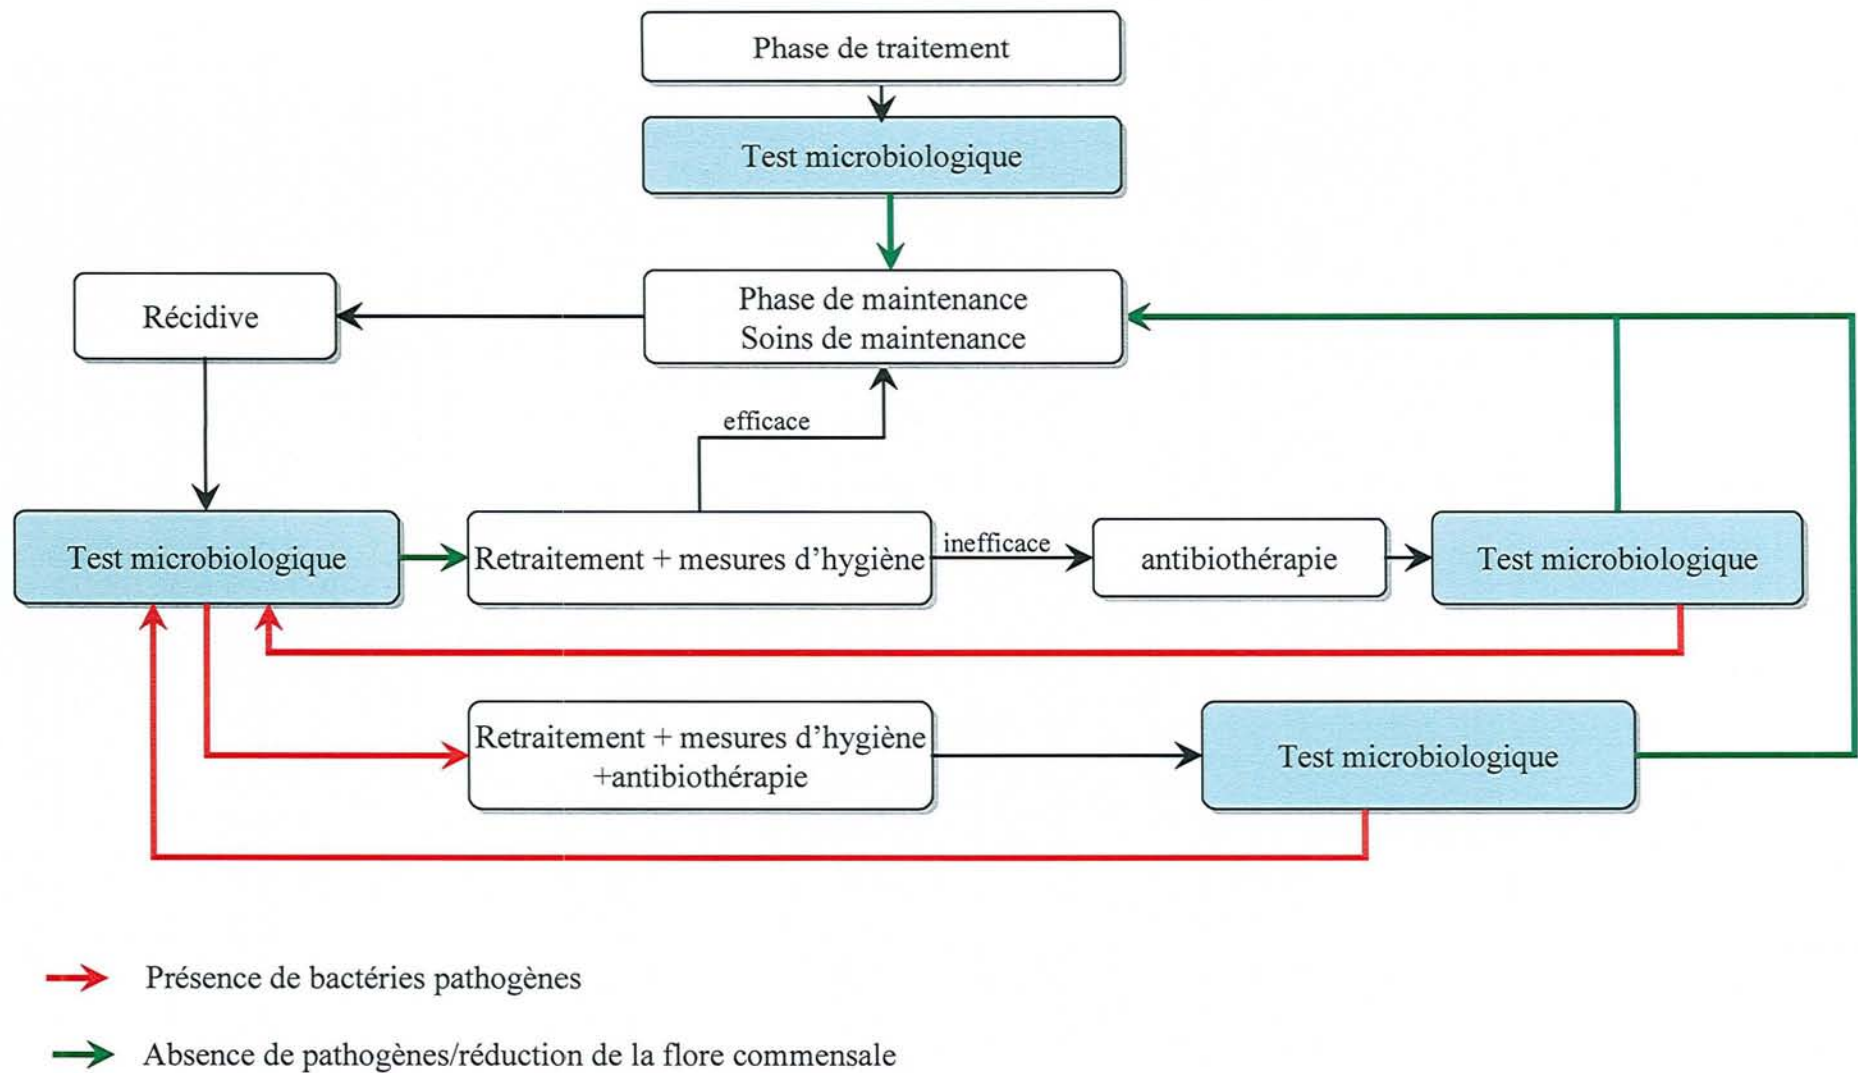 Phase de traitement
Test microbiologique
Phase de maintenance
Soins de maintenance
Récidive
efficace
Test microbiologique
Retraitement + mesures d'hygiène
inefficace
antibiothérapie
Test microbiologique
Retraitement + mesures d'hygiène
+antibiothérapie
Test microbiologique
Présence de bactéries pathogènes
Absence de pathogènes/réduction de la flore commensale